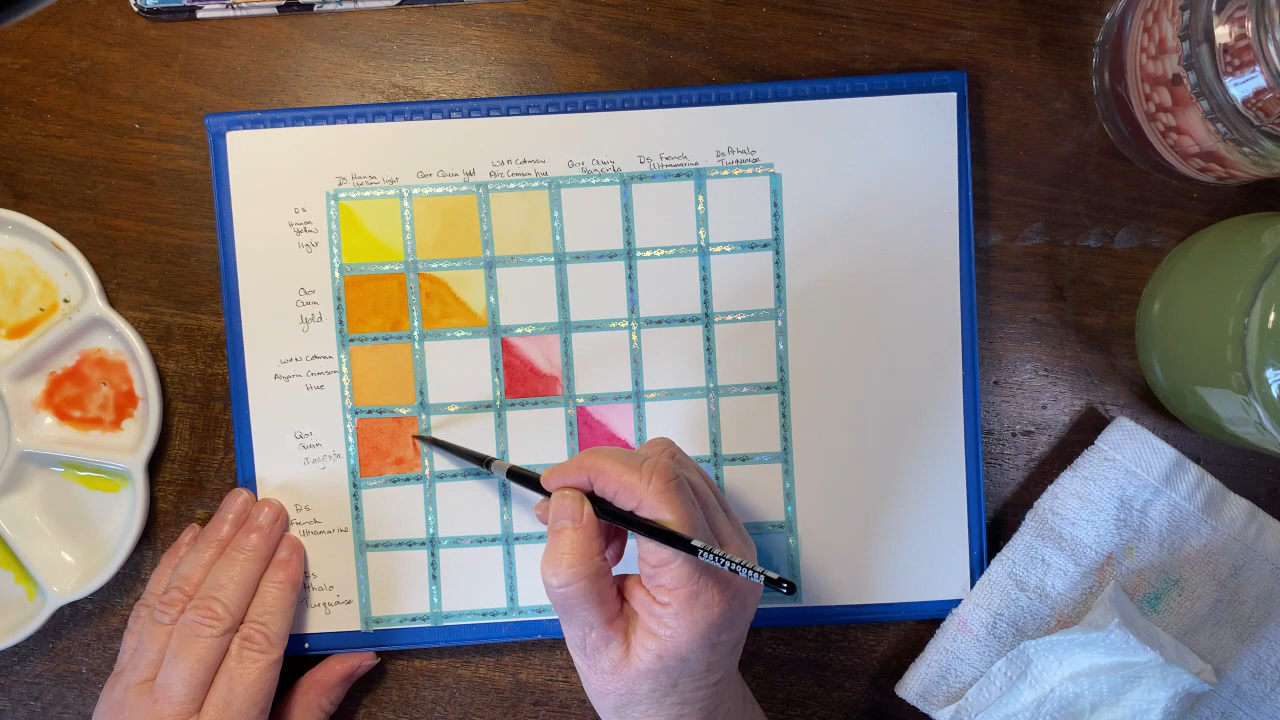 DS Hansa
Yellow light
Qor Quin Gold
W&N Cotman
Aliz Crimson hue
Qor Quin
Magenta
DS French
Ultramarine
DS Phthalo
Turquoise
DS
Hansa
Yellow
light
Qor
Quin
Gold
W&N Cotman
Alizarin Crimson
Hue
Qor
Quin
Magenta
DS
French
Ultramarine
DS
Phthalo
Turquoise